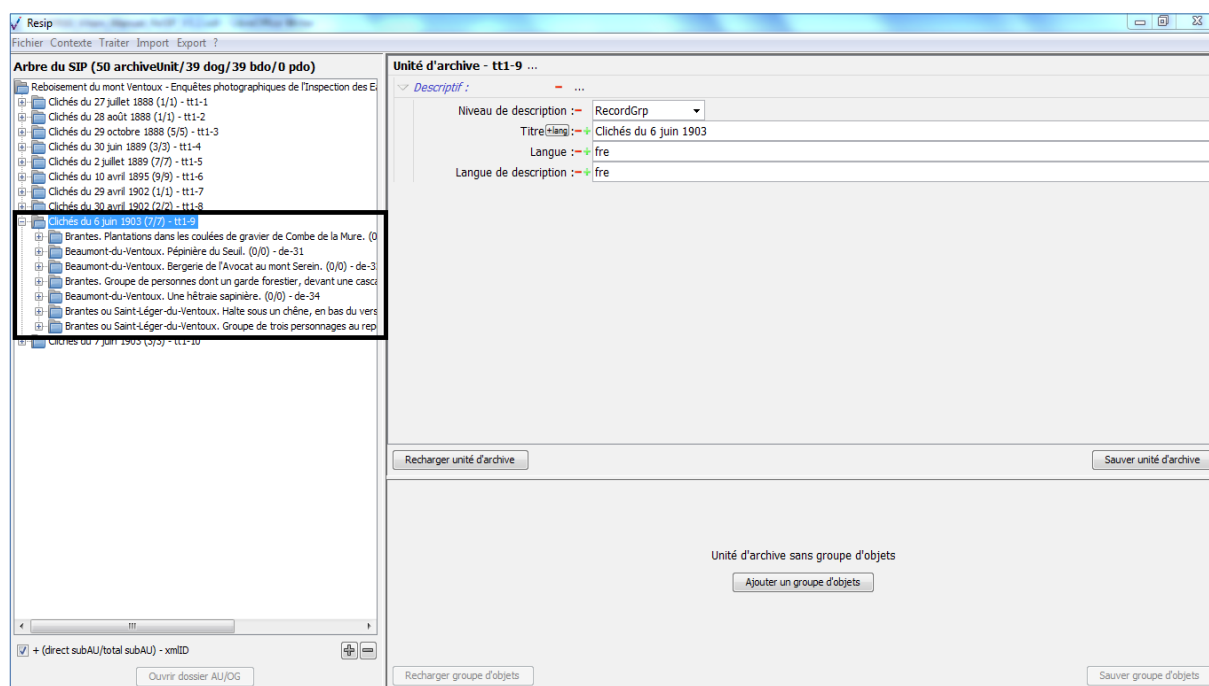 Resip
Fichier Contexte Traiter Import Export ?
Arbre du SIP (50 archiveUnit/39 dog/39 bdo/0 pdo)
Reboisement du mont Ventoux - Enquêtes photographiques de l'Inspection des E
Clichés du 27 juillet 1888 (1/1) - tt1-1
Clichés du 28 août 1888 (1/1) - tt1-2
Clichés du 29 octobre 1888 (5/5) - tt1-3
Clichés du 30 juin 1889 (3/3) - tt1-4
Clichés du 2 juillet 1889 (7/7) - tt1-5
Clichés du 10 avril 1895 (9/9) - tt1-6
Clichés du 29 avril 1902 (1/1) - tt1-7
Clichés du 30 avril 1902 (2/2) - tt1-8
Clichés du 6 juin 1903 (7/7) - tt1-9
Brantes. Plantations dans les coulées de gravier de Combe de la Mure. (0
Beaumont-du-Ventoux. Pépinière du Seuil. (0/0) - de-31
Beaumont-du-Ventoux. Bergerie de l'Avocat au mont Serein. (0/0) - de-3
Brantes. Groupe de personnes dont un garde forestier, devant une casca
Beaumont-du-Ventoux. Une hêtraie sapinière. (0/0) - de-34
Brantes ou Saint-Léger-du-Ventoux. Halte sous un chêne, en bas du vers
Brantes ou Saint-Léger-du-Ventoux. Groupe de trois personnages au rep
Clichés du 7 juin 1903 (3/3) - tt1-10
+ (direct subAU/total subAU) - xmlID
Ouvrir dossier AU/OG
Unité d'archive - tt1-9 ...
Descriptif : - ...
Niveau de description :- RecordGrp
Titre +lang :-+ Clichés du 6 juin 1903
Langue :-+ fre
Langue de description :-+ fre
Recharger unité d'archive
Sauver unité d'archive
Unité d'archive sans groupe d'objets
Ajouter un groupe d'objets
Recharger groupe d'objets
Sauver groupe d'objets